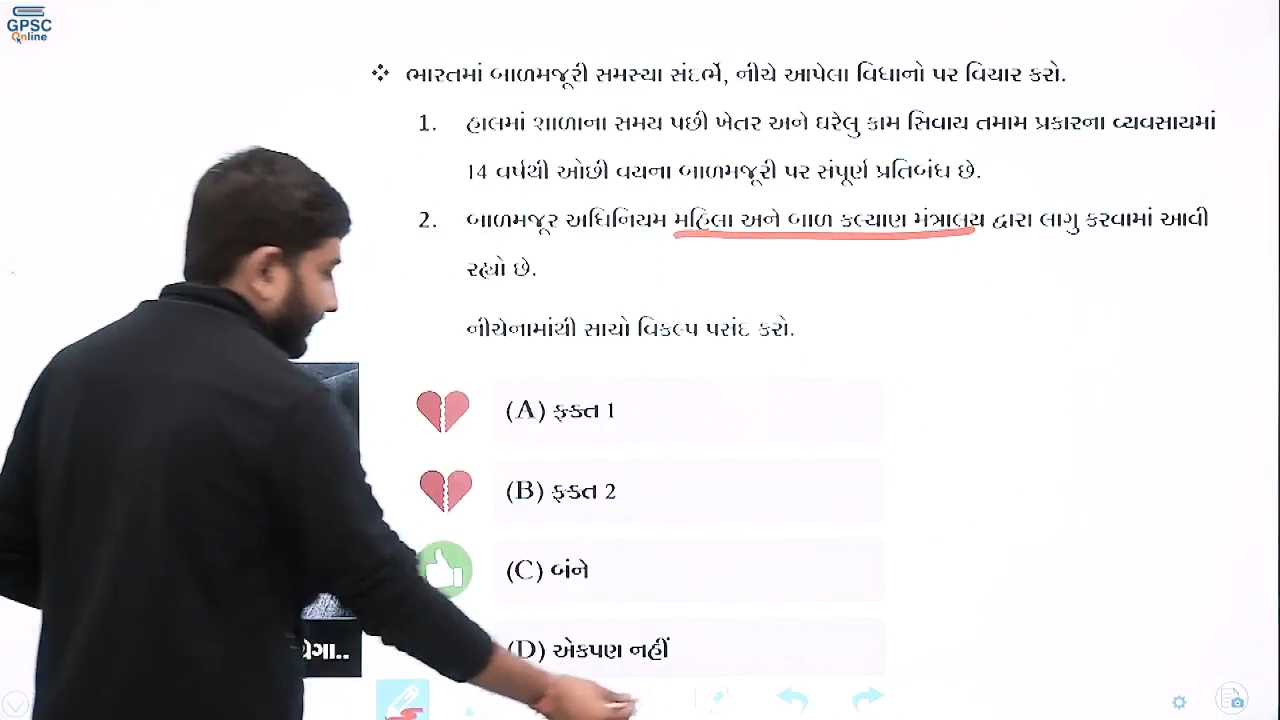 GPSC
Online
❖ ભારતમાં બાળમજૂરી સમસ્યા સંદર્ભે, નીચે આપેલા વિધાનો પર વિચાર કરો.
1. હાલમાં શાળાના સમય પછી ખેતર અને ઘરેલુ કામ સિવાય તમામ પ્રકારના વ્યવસાયમાં
14 વર્ષથી ઓછી વયના બાળમજૂરી પર સંપૂર્ણ પ્રતિબંધ છે.
2. બાળમજૂર અધિનિયમ મહિલા અને બાળ કલ્યાણ મંત્રાલય દ્વારા લાગુ કરવામાં આવી
રહ્યો છે.
નીચેનામાંથી સાચો વિકલ્પ પસંદ કરો.
(A) ફક્ત 1
(B) ફક્ત 2
(C) બંને
(D) એકપણ નહીં